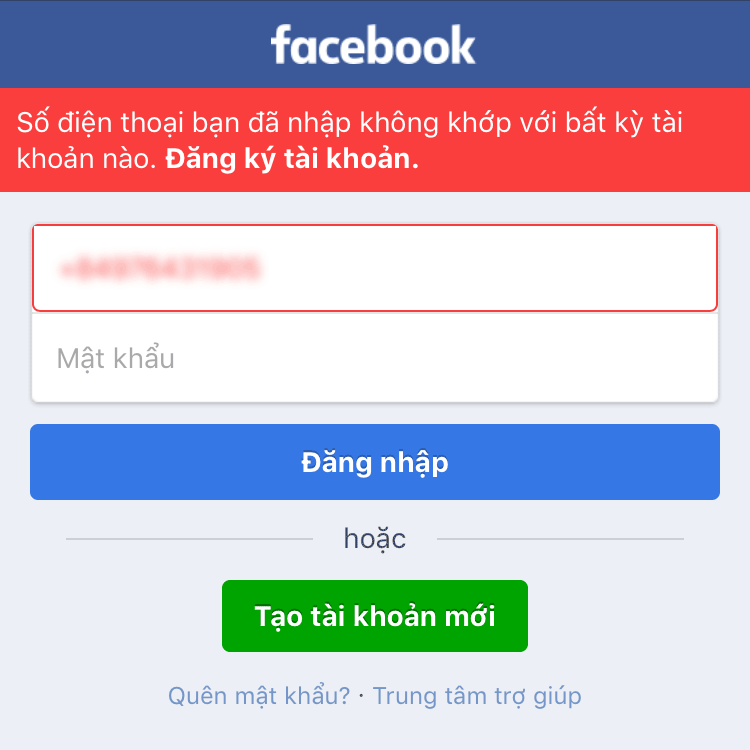 facebook
Số điện thoại bạn đã nhập không khớp với bất kỳ tài
khoản nào. Đăng ký tài khoản.
Mật khẩu
Đăng nhập
hoặc
Tạo tài khoản mới
Quên mật khẩu? · Trung tâm trợ giúp